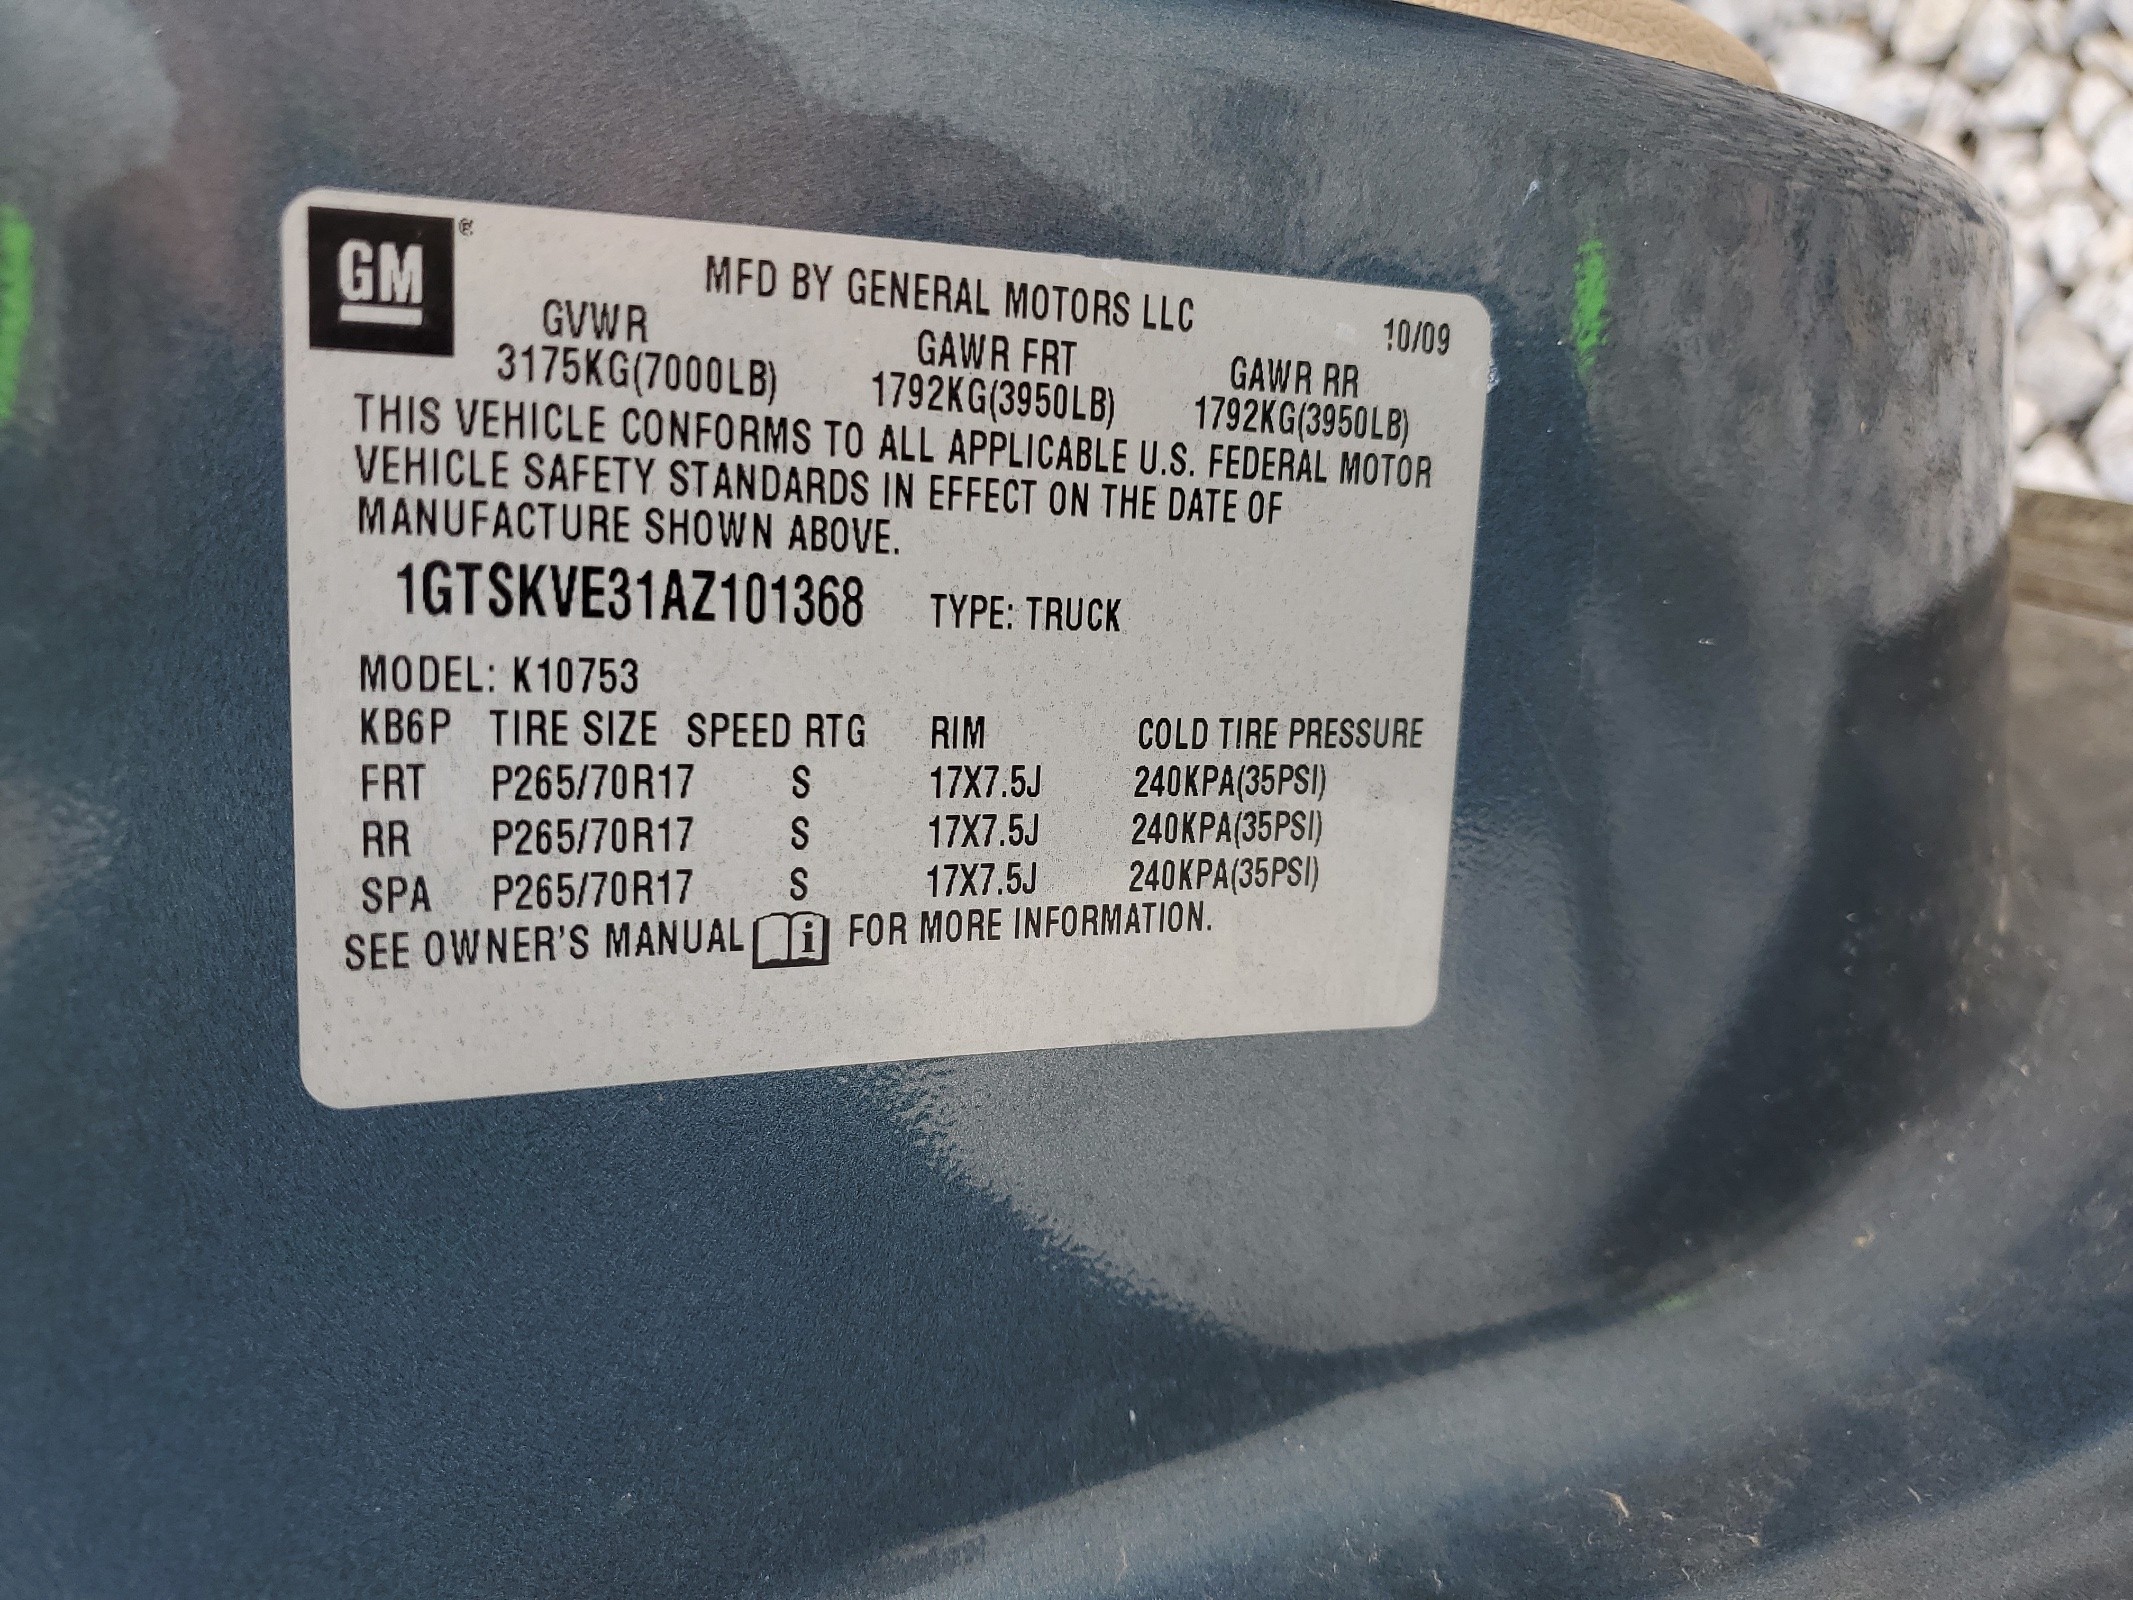 GM®
MFD BY GENERAL MOTORS LLC 10/09
GVWR GAWR FRT GAWR RR
3175KG(7000LB) 1792KG(3950LB) 1792KG(3950LB)
THIS VEHICLE CONFORMS TO ALL APPLICABLE U.S. FEDERAL MOTOR
VEHICLE SAFETY STANDARDS IN EFFECT ON THE DATE OF
MANUFACTURE SHOWN ABOVE.
1GTSKVE31AZ101368 TYPE: TRUCK
MODEL: K10753
KB6P TIRE SIZE SPEED RTG RIM COLD TIRE PRESSURE
FRT P265/70R17 S 17X7.5J 240KPA(35PSI)
RR P265/70R17 S 17X7.5J 240KPA(35PSI)
SPA P265/70R17 S 17X7.5J 240KPA(35PSI)
SEE OWNER'S MANUAL i FOR MORE INFORMATION.